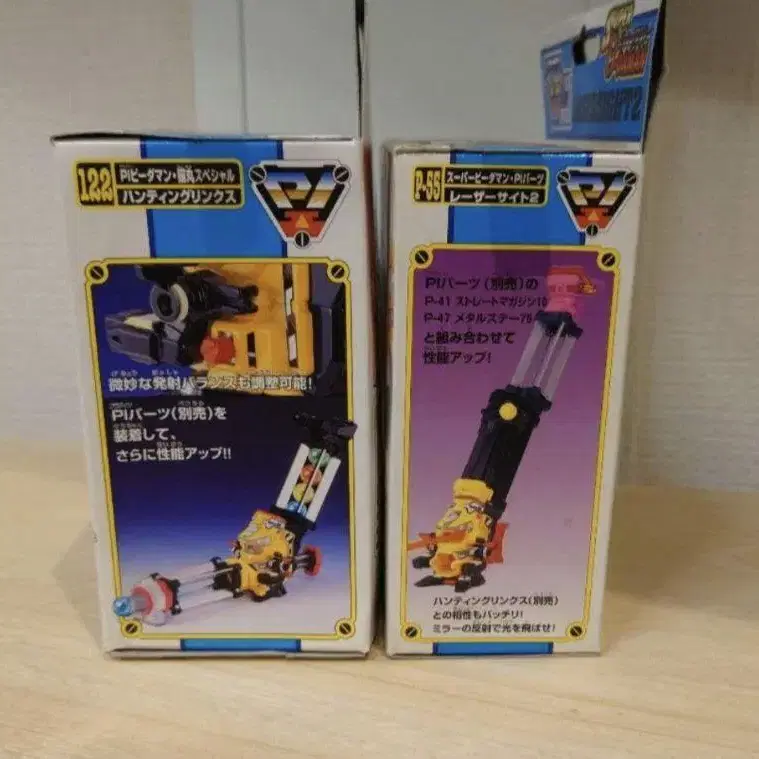 122
PIビーダマン・猫丸スペシャル
ハンティングリンクス
PI
微妙な発射バランスも調整可能!
PIパーツ(別売)を
装着して、
さらに性能アップ!!
P-55
スーパービーダマン・PIパーツ
レーザーサイト2
PI
PIパーツ(別売)の
P-41 ストレートマガジン10
P-47 メタルステー75
と組み合わせて
性能アップ!
ハンティングリンクス(別売)
との相性もバッチリ!
ミラーの反射で光を飛ばせ!